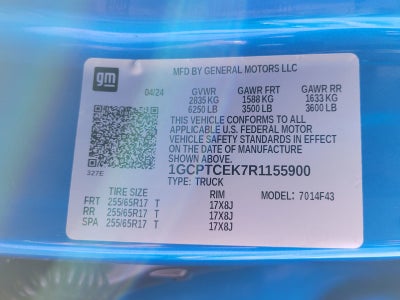 gm
MFD BY GENERAL MOTORS LLC
04/24
GVWR GAWR FRT GAWR RR
2835 KG 1588 KG 1633 KG
6250 LB 3500 LB 3600 LB
THIS VEHICLE CONFORMS TO ALL
APPLICABLE U.S. FEDERAL MOTOR
VEHICLE SAFETY STANDARDS IN EFFECT
ON THE DATE OF MANUFACTURE
SHOWN ABOVE.
327E
1GCPTCEK7R1155900
TYPE: TRUCK
TIRE SIZE RIM MODEL: 7014F43
FRT 255/65R17 T 17X8J
RR 255/65R17 T 17X8J
SPA 255/65R17 T 17X8J